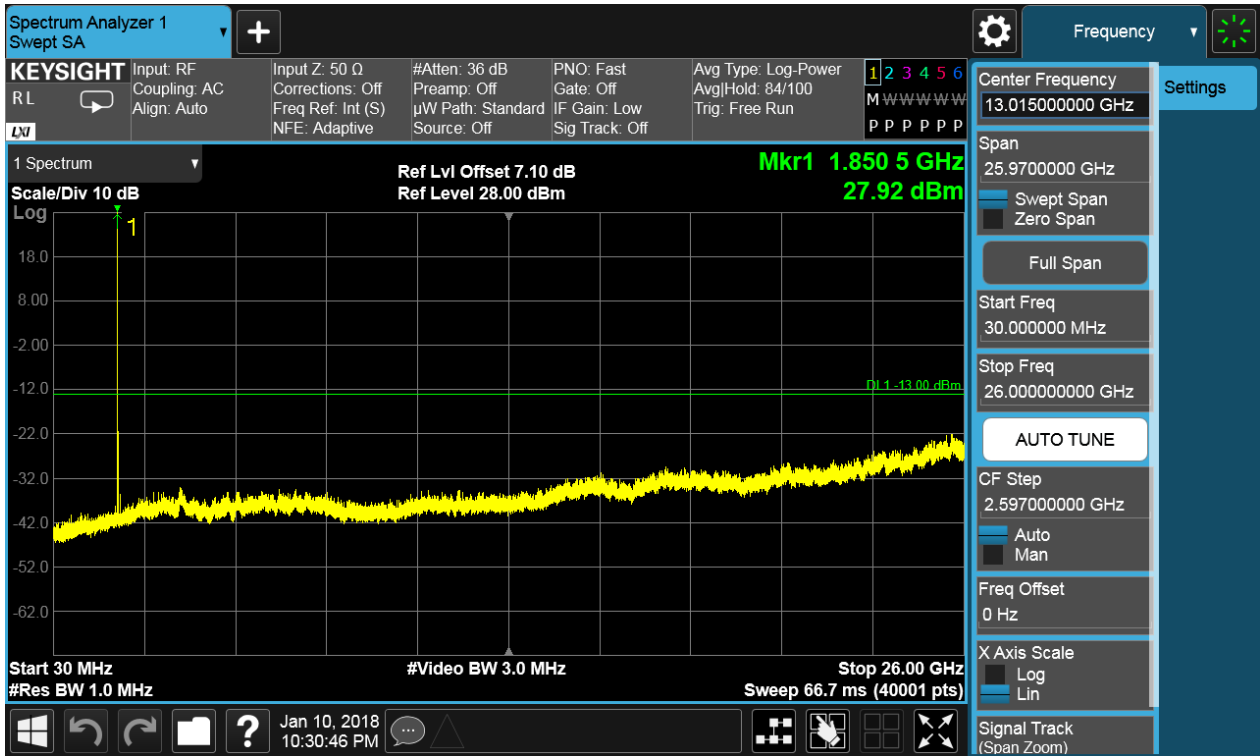 Spectrum Analyzer 1
Swept SA
+
Frequency
KEYSIGHT
R L
LXI
Input: RF
Coupling: AC
Align: Auto
Input Z: 50 Ω
Corrections: Off
Freq Ref: Int (S)
NFE: Adaptive
#Atten: 36 dB
Preamp: Off
µW Path: Standard
Source: Off
PNO: Fast
Gate: Off
IF Gain: Low
Sig Track: Off
Avg Type: Log-Power
Avg|Hold: 84/100
Trig: Free Run
1 2 3 4 5 6
M W W W W W
P P P P P P
1 Spectrum
Scale/Div 10 dB
Log
Ref Lvl Offset 7.10 dB
Ref Level 28.00 dBm
Mkr1 1.850 5 GHz
27.92 dBm
1
18.0
8.00
-2.00
-12.0
DL1 -13.00 dBm
-22.0
-32.0
-42.0
-52.0
-62.0
Start 30 MHz
#Res BW 1.0 MHz
#Video BW 3.0 MHz
Stop 26.00 GHz
Sweep 66.7 ms (40001 pts)
Center Frequency
13.015000000 GHz
Settings
Span
25.9700000 GHz
Swept Span
Zero Span
Full Span
Start Freq
30.000000 MHz
Stop Freq
26.000000000 GHz
AUTO TUNE
CF Step
2.597000000 GHz
Auto
Man
Freq Offset
0 Hz
X Axis Scale
Log
Lin
Signal Track
(Span Zoom)
?
Jan 10, 2018
10:30:46 PM